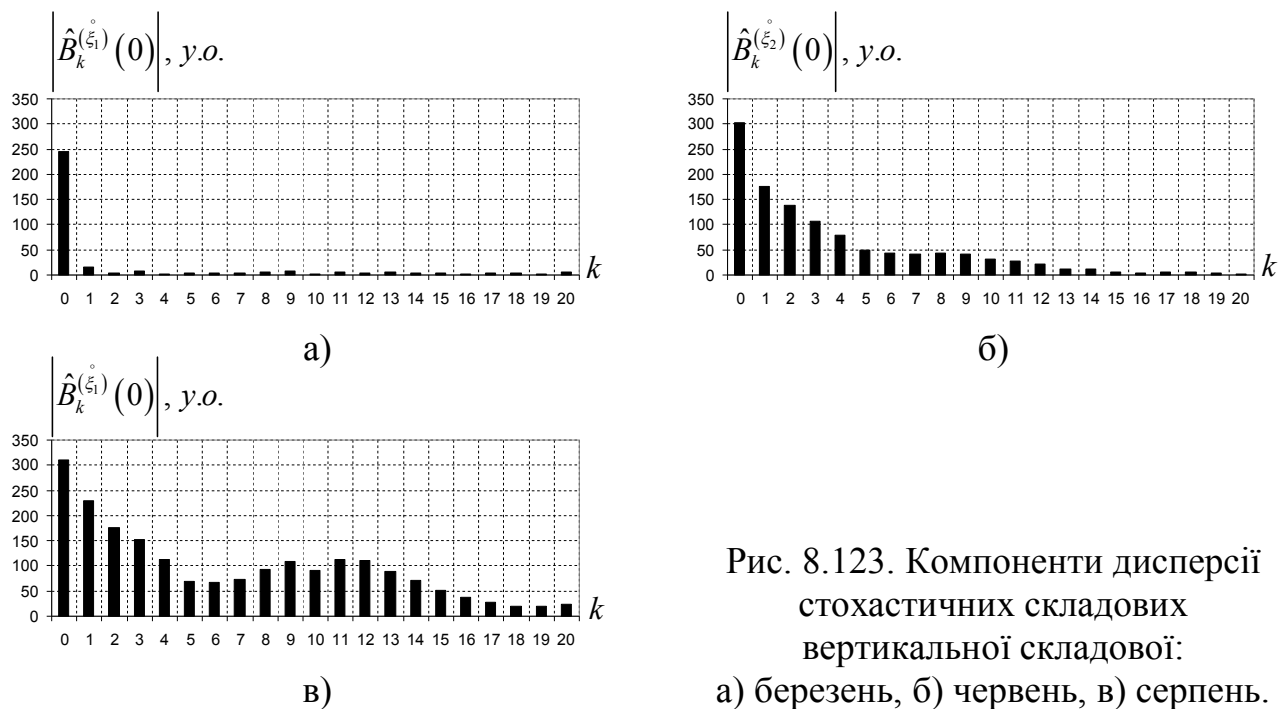 |B̂ₖ^(ξ̊₁)(0)|, у.о.
350
300
250
200
150
100
50
0
0 1 2 3 4 5 6 7 8 9 10 11 12 13 14 15 16 17 18 19 20
k
а)
|B̂ₖ^(ξ̊₂)(0)|, у.о.
350
300
250
200
150
100
50
0
0 1 2 3 4 5 6 7 8 9 10 11 12 13 14 15 16 17 18 19 20
k
б)
|B̂ₖ^(ξ̊₁)(0)|, у.о.
350
300
250
200
150
100
50
0
0 1 2 3 4 5 6 7 8 9 10 11 12 13 14 15 16 17 18 19 20
k
в)
Рис. 8.123. Компоненти дисперсії
стохастичних складових
вертикальної складової:
а) березень, б) червень, в) серпень.